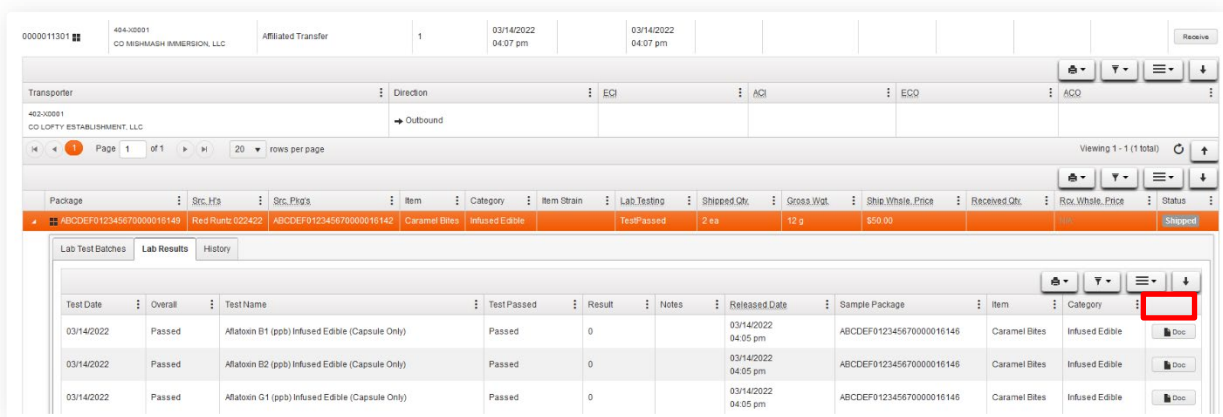 0000011301 404-X0001 CO MISHMASH IMMERSION, LLC Affiliated Transfer 1 03/14/2022 04:07 pm 03/14/2022 04:07 pm Receive
Transporter Direction ECI ACI ECO ACO
402-X0001
CO LOFTY ESTABLISHMENT, LLC Outbound
1 Page 1 of 1 20 rows per page Viewing 1 - 1 (1 total)
Package Src. H's Src. Pkg's Item Category Item Strain Lab Testing Shipped Qty. Gross Wgt. Ship Whsle. Price Received Qty. Rcv. Whsle. Price Status
ABCDEF012345670000016149 Red Runtz 022422 ABCDEF012345670000016142 Caramel Bites Infused Edible TestPassed 2 ea 12 g $50.00 NA Shipped
Lab Test Batches Lab Results History
Test Date Overall Test Name Test Passed Result Notes Released Date Sample Package Item Category
03/14/2022 Passed Aflatoxin B1 (ppb) Infused Edible (Capsule Only) Passed 0 03/14/2022 04:05 pm ABCDEF012345670000016146 Caramel Bites Infused Edible Doc
03/14/2022 Passed Aflatoxin B2 (ppb) Infused Edible (Capsule Only) Passed 0 03/14/2022 04:05 pm ABCDEF012345670000016146 Caramel Bites Infused Edible Doc
03/14/2022 Passed Aflatoxin G1 (ppb) Infused Edible (Capsule Only) Passed 0 03/14/2022 04:05 pm ABCDEF012345670000016146 Caramel Bites Infused Edible Doc